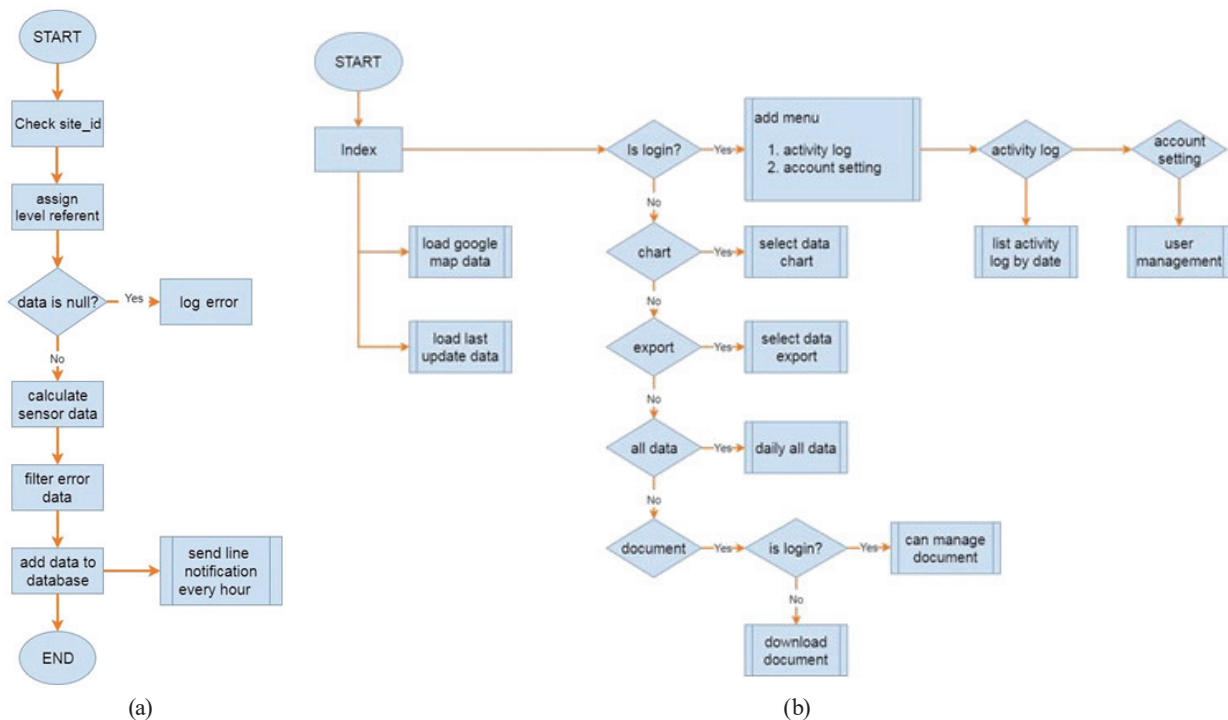 START
Check site_id
assign
level referent
data is null?
Yes
log error
No
calculate
sensor data
filter error
data
add data to
database
send line
notification
every hour
END
(a)
START
Index
load google
map data
load last
update data
Is login?
Yes
add menu
1. activity log
2. account setting
activity log
account
setting
list activity
log by date
user
management
No
chart
Yes
select data
chart
No
export
Yes
select data
export
No
all data
Yes
daily all data
No
document
Yes
is login?
Yes
can manage
document
No
download
document
(b)